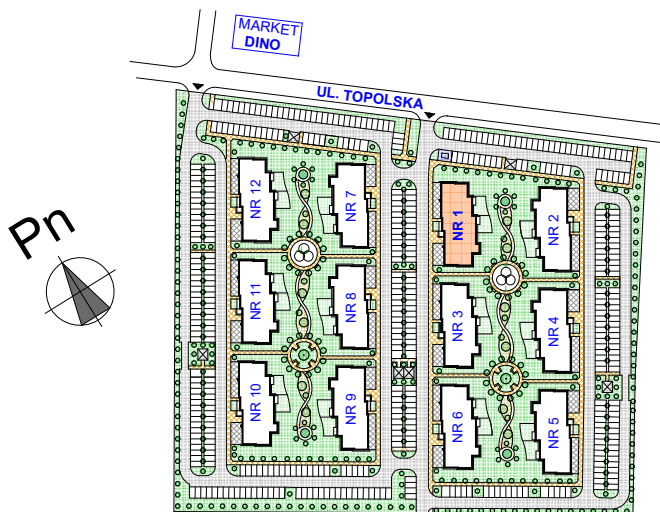 MARKET
DINO
UL. TOPOLSKA
Pn
NR 12
NR 7
NR 1
NR 2
NR 11
NR 8
NR 3
NR 4
NR 10
NR 9
NR 6
NR 5